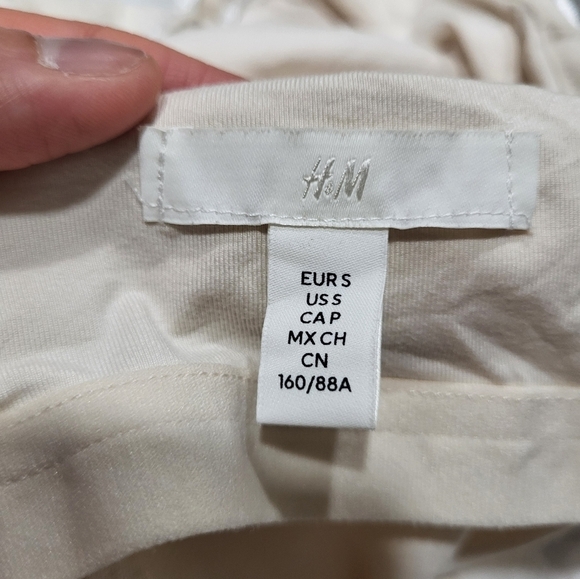 H&M
EUR S
US S
CA P
MX CH
CN
160/88A